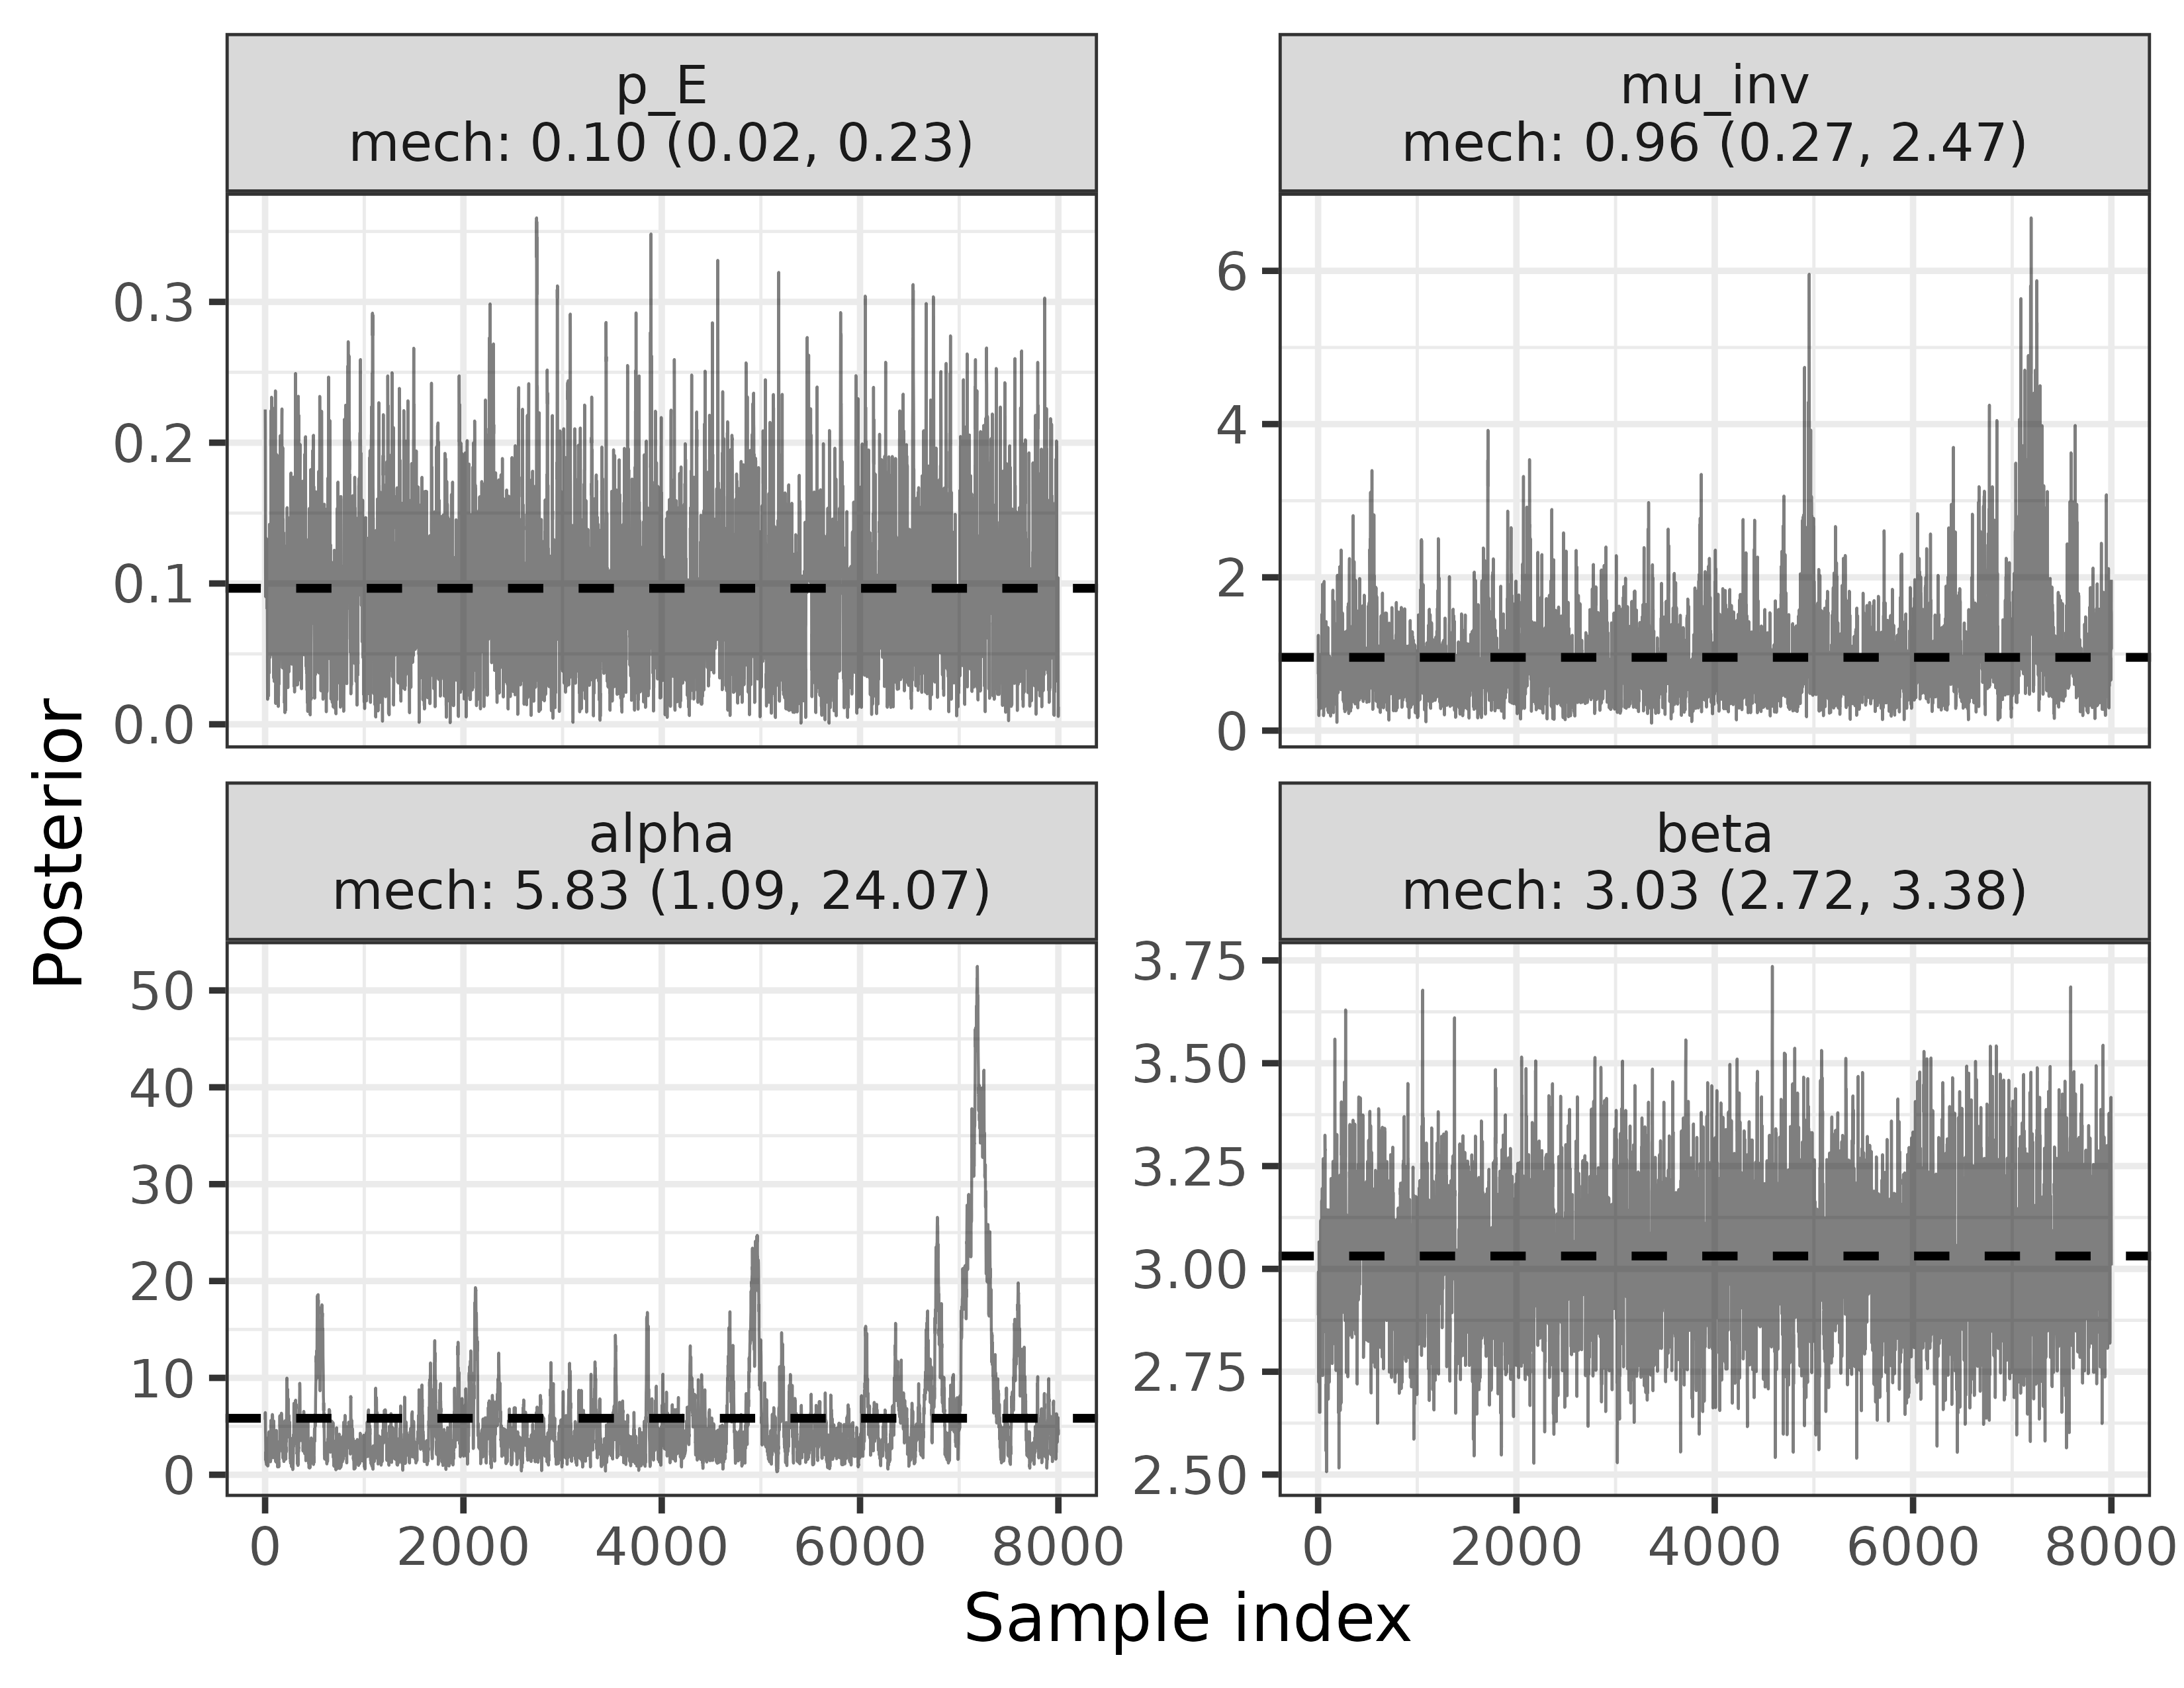 p_E
mech: 0.10 (0.02, 0.23)
mu_inv
mech: 0.96 (0.27, 2.47)
0.3
0.2
0.1
0.0
6
4
2
0
alpha
mech: 5.83 (1.09, 24.07)
beta
mech: 3.03 (2.72, 3.38)
50
40
30
20
10
0
3.75
3.50
3.25
3.00
2.75
2.50
0 2000 4000 6000 8000
0 2000 4000 6000 8000
Posterior
Sample index